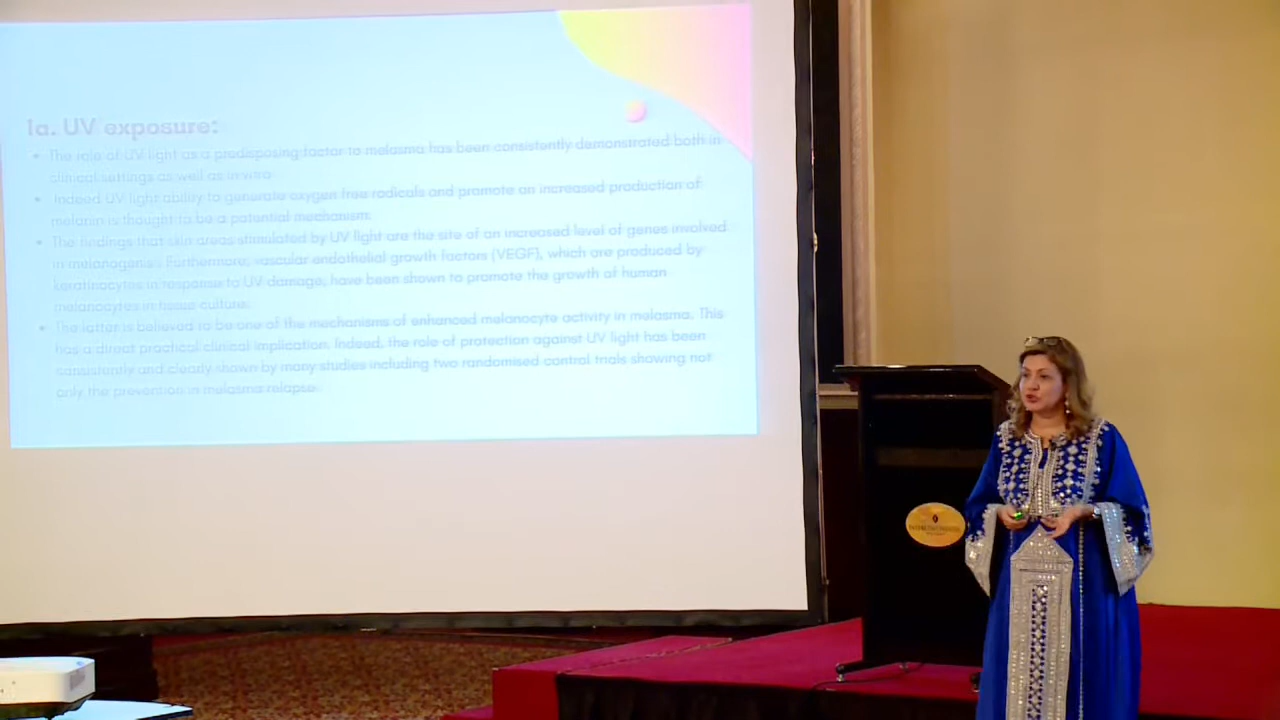 1a. UV exposure:
• The role of UV light as a predisposing factor to melasma has been consistently demonstrated both in
clinical settings as well as in vivo.
• Indeed UV light ability to generate oxygen free radicals and promote an increased production of
melanin is thought to be a potential mechanism.
• The findings that skin areas stimulated by UV light are the site of an increased level of genes involved
in melanogenesis. Furthermore, vascular endothelial growth factors (VEGF), which are produced by
keratinocytes in response to UV damage, have been shown to promote the growth of human
melanocytes in tissue culture.
• The latter is believed to be one of the mechanisms of enhanced melanocyte activity in melasma. This
has a direct practical clinical implication. Indeed, the role of protection against UV light has been
consistently and clearly shown by many studies including two randomised control trials showing not
only the prevention in melasma relapse